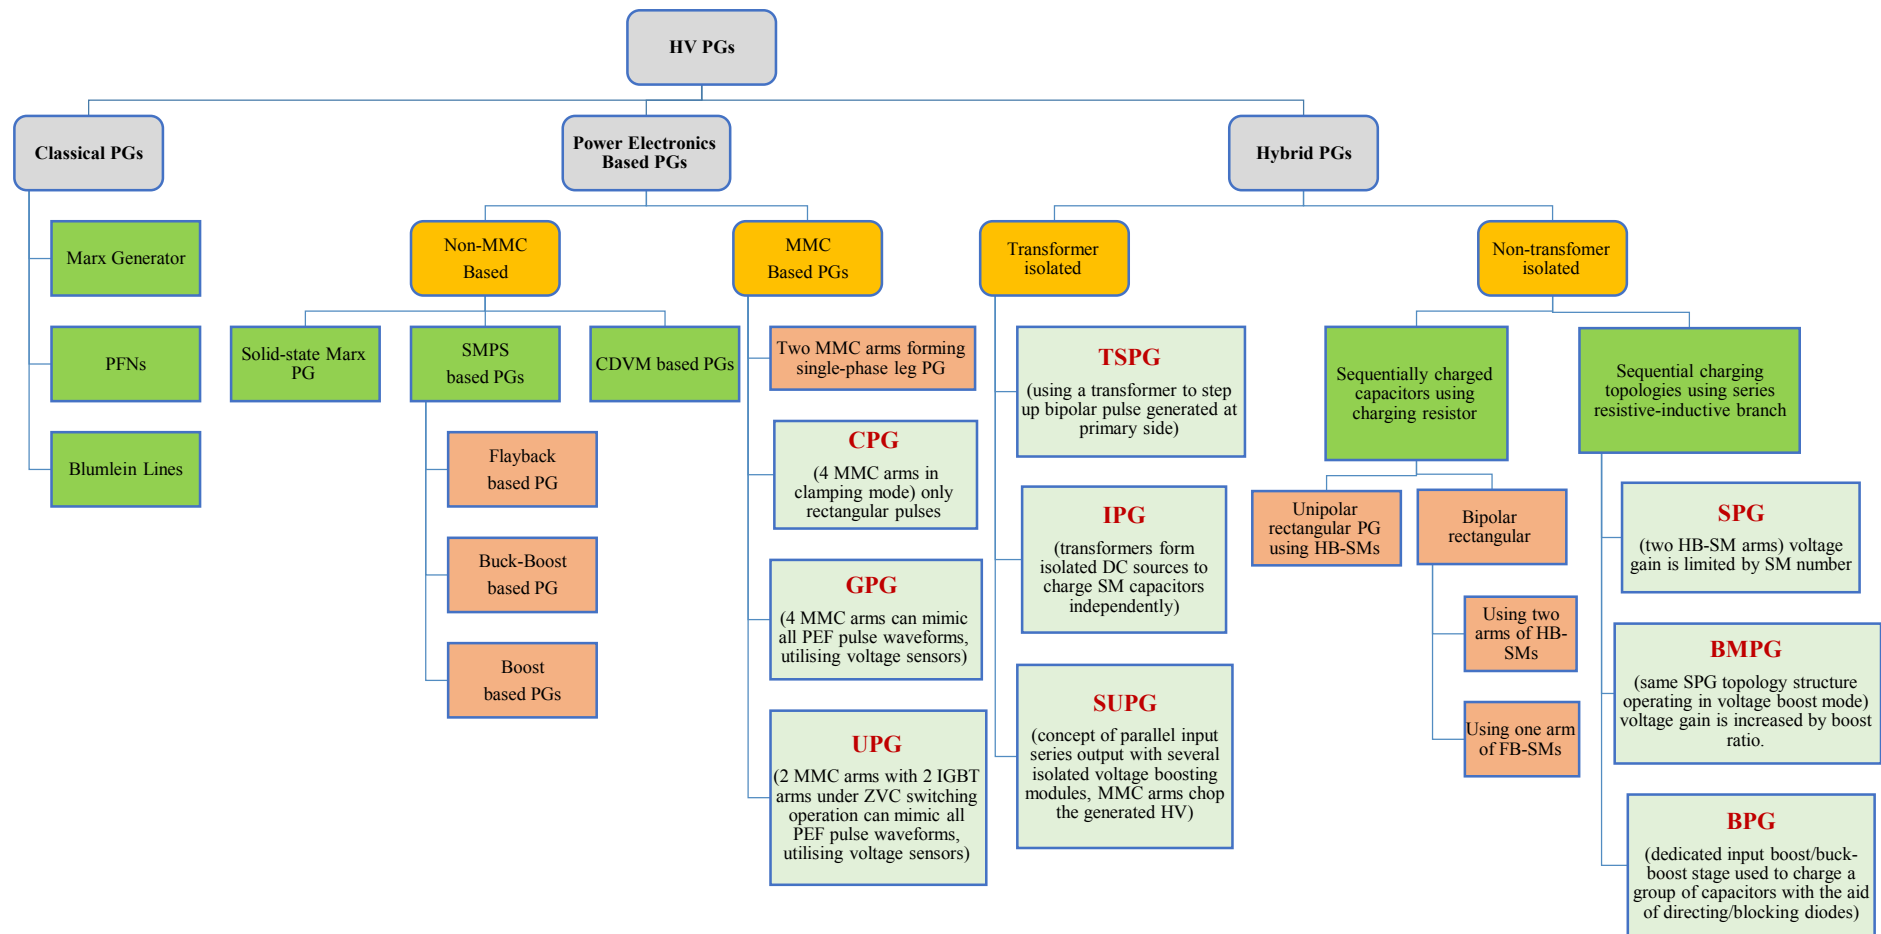 HV PGs
Classical PGs
Power Electronics
Based PGs
Hybrid PGs
Marx Generator
PFNs
Blumlein Lines
Non-MMC
Based
MMC
Based PGs
Transformer
isolated
Non-transfomer
isolated
Solid-state Marx
PG
SMPS
based PGs
CDVM based PGs
Flayback
based PG
Buck-Boost
based PG
Boost
based PGs
Two MMC arms forming
single-phase leg PG
CPG
(4 MMC arms in
clamping mode) only
rectangular pulses
GPG
(4 MMC arms can mimic
all PEF pulse waveforms,
utilising voltage sensors)
UPG
(2 MMC arms with 2 IGBT
arms under ZVC switching
operation can mimic all
PEF pulse waveforms,
utilising voltage sensors)
TSPG
(using a transformer to step
up bipolar pulse generated at
primary side)
IPG
(transformers form
isolated DC sources to
charge SM capacitors
independently)
SUPG
(concept of parallel input
series output with several
isolated voltage boosting
modules, MMC arms chop
the generated HV)
Sequentially charged
capacitors using
charging resistor
Unipolar
rectangular PG
using HB-SMs
Bipolar
rectangular
Using two
arms of HB-
SMs
Using one arm
of FB-SMs
Sequential charging
topologies using series
resistive-inductive branch
SPG
(two HB-SM arms) voltage
gain is limited by SM number
BMPG
(same SPG topology structure
operating in voltage boost mode)
voltage gain is increased by boost
ratio.
BPG
(dedicated input boost/buck-
boost stage used to charge a
group of capacitors with the aid
of directing/blocking diodes)